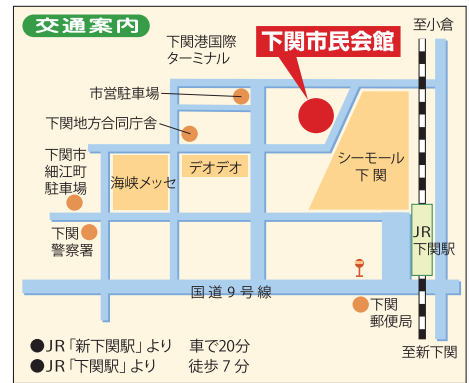 交通案内
至小倉
下関港国際
ターミナル
下関市民会館
市営駐車場
下関地方合同庁舎
下関市
細江町
駐車場
海峡メッセ
デオデオ
シーモール
下関
下関
警察署
JR
下関駅
国道9号線
下関
郵便局
●JR「新下関駅」より 車で20分
●JR「下関駅」より 徒歩7分
至新下関